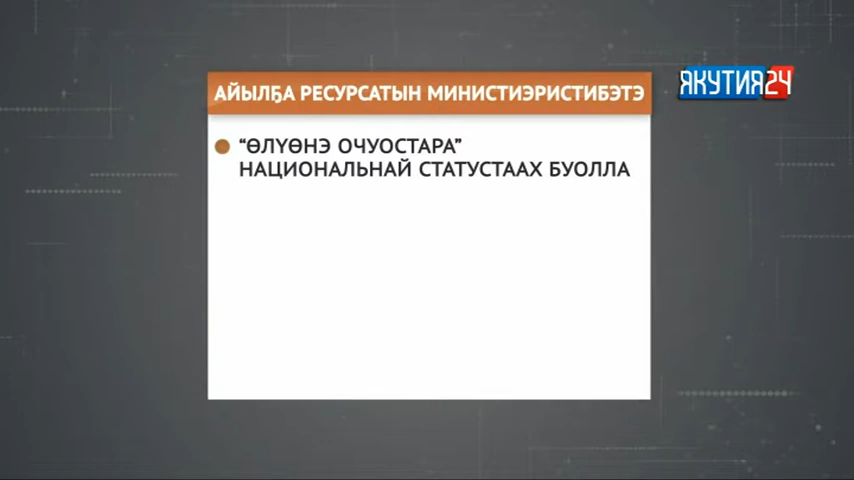 АЙЫЛҔА РЕСУРСАТЫН МИНИСТИЭРИСТИБЭТЭ
ЯКУТИЯ24
“ӨЛҮӨНЭ ОЧУОСТАРА”
НАЦИОНАЛЬНАЙ СТАТУСТААХ БУОЛЛА